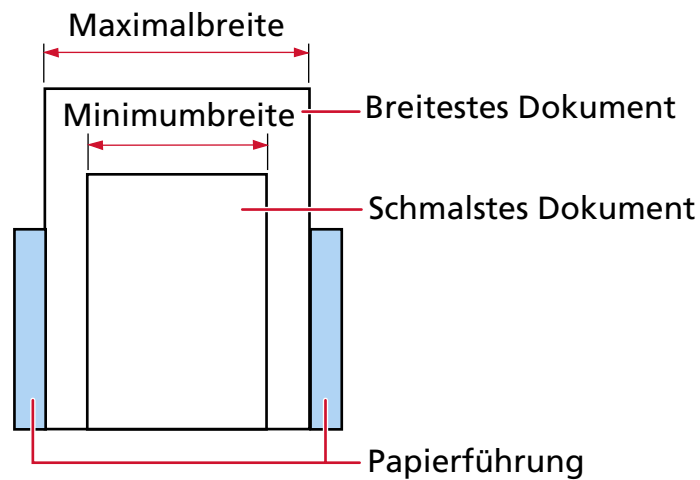 Maximalbreite
Breitestes Dokument
Minimumbreite
Schmalstes Dokument
Papierführung